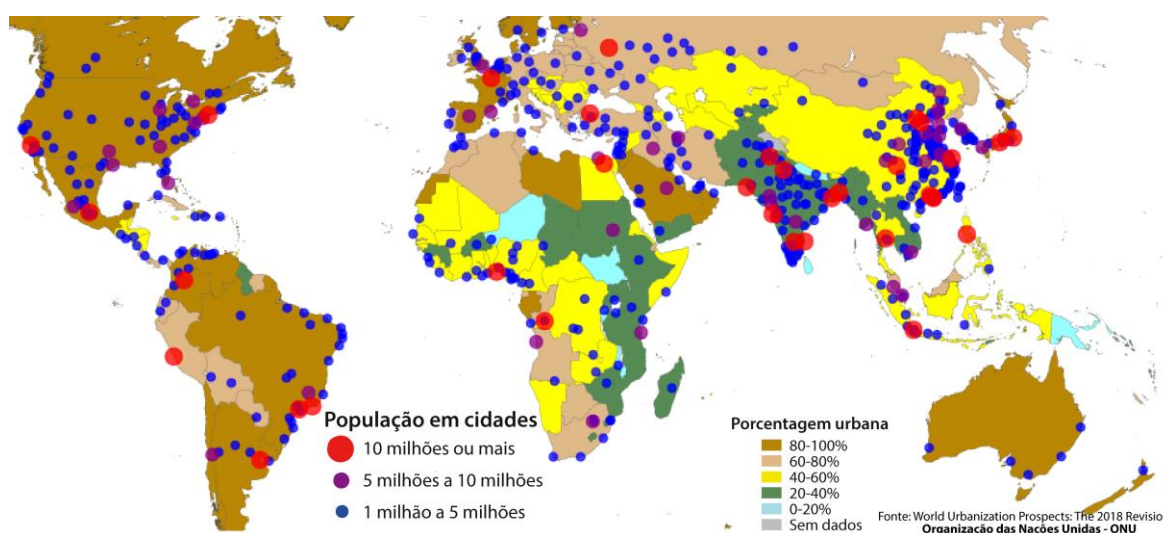 População em cidades
10 milhões ou mais
5 milhões a 10 milhões
1 milhão a 5 milhões
Porcentagem urbana
80-100%
60-80%
40-60%
20-40%
0-20%
Sem dados
Fonte: World Urbanization Prospects: The 2018 Revisio
Organização das Nações Unidas - ONU